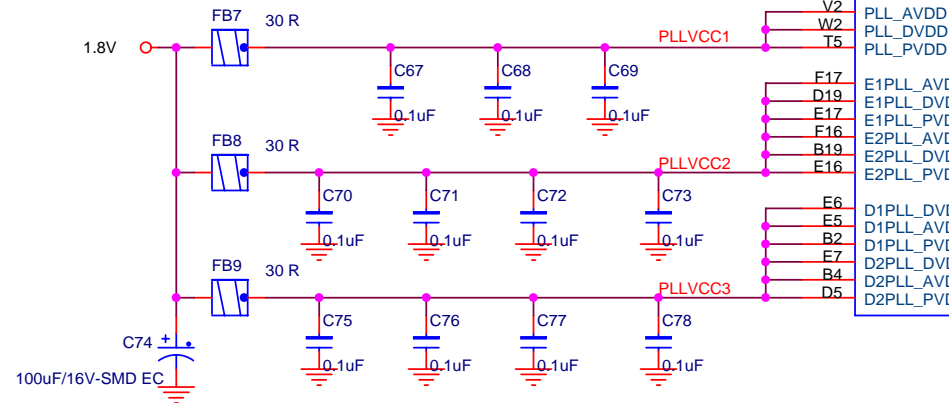 FB7
30 R
1.8V
PLLVCC1
C67
C68
C69
0.1uF
0.1uF
0.1uF
V2 PLL_AVDD
W2 PLL_DVDD
T5 PLL_PVDD
F17 E1PLL_AVD
D19 E1PLL_DVD
E17 E1PLL_PVD
F16 E2PLL_AVD
B19 E2PLL_DVD
E16 E2PLL_PVD
FB8
30 R
PLLVCC2
C70
C71
C72
C73
0.1uF
0.1uF
0.1uF
0.1uF
E6 D1PLL_DVD
E5 D1PLL_AVD
B2 D1PLL_PVD
E7 D2PLL_DVD
B4 D2PLL_AVD
D5 D2PLL_PVD
FB9
30 R
PLLVCC3
C75
C76
C77
C78
0.1uF
0.1uF
0.1uF
0.1uF
C74
+
100uF/16V-SMD EC